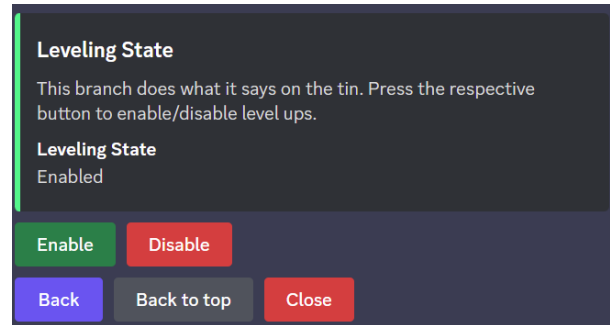 Leveling State
This branch does what it says on the tin. Press the respective
button to enable/disable level ups.
Leveling State
Enabled
Enable Disable
Back Back to top Close